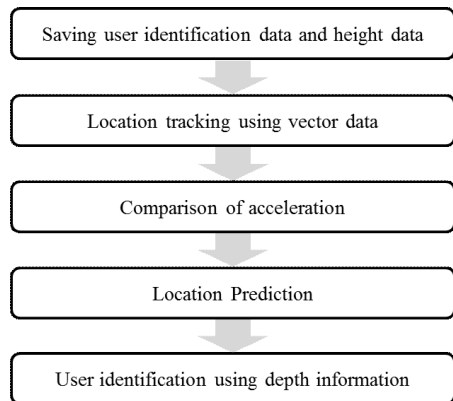 Saving user identification data and height data
Location tracking using vector data
Comparison of acceleration
Location Prediction
User identification using depth information